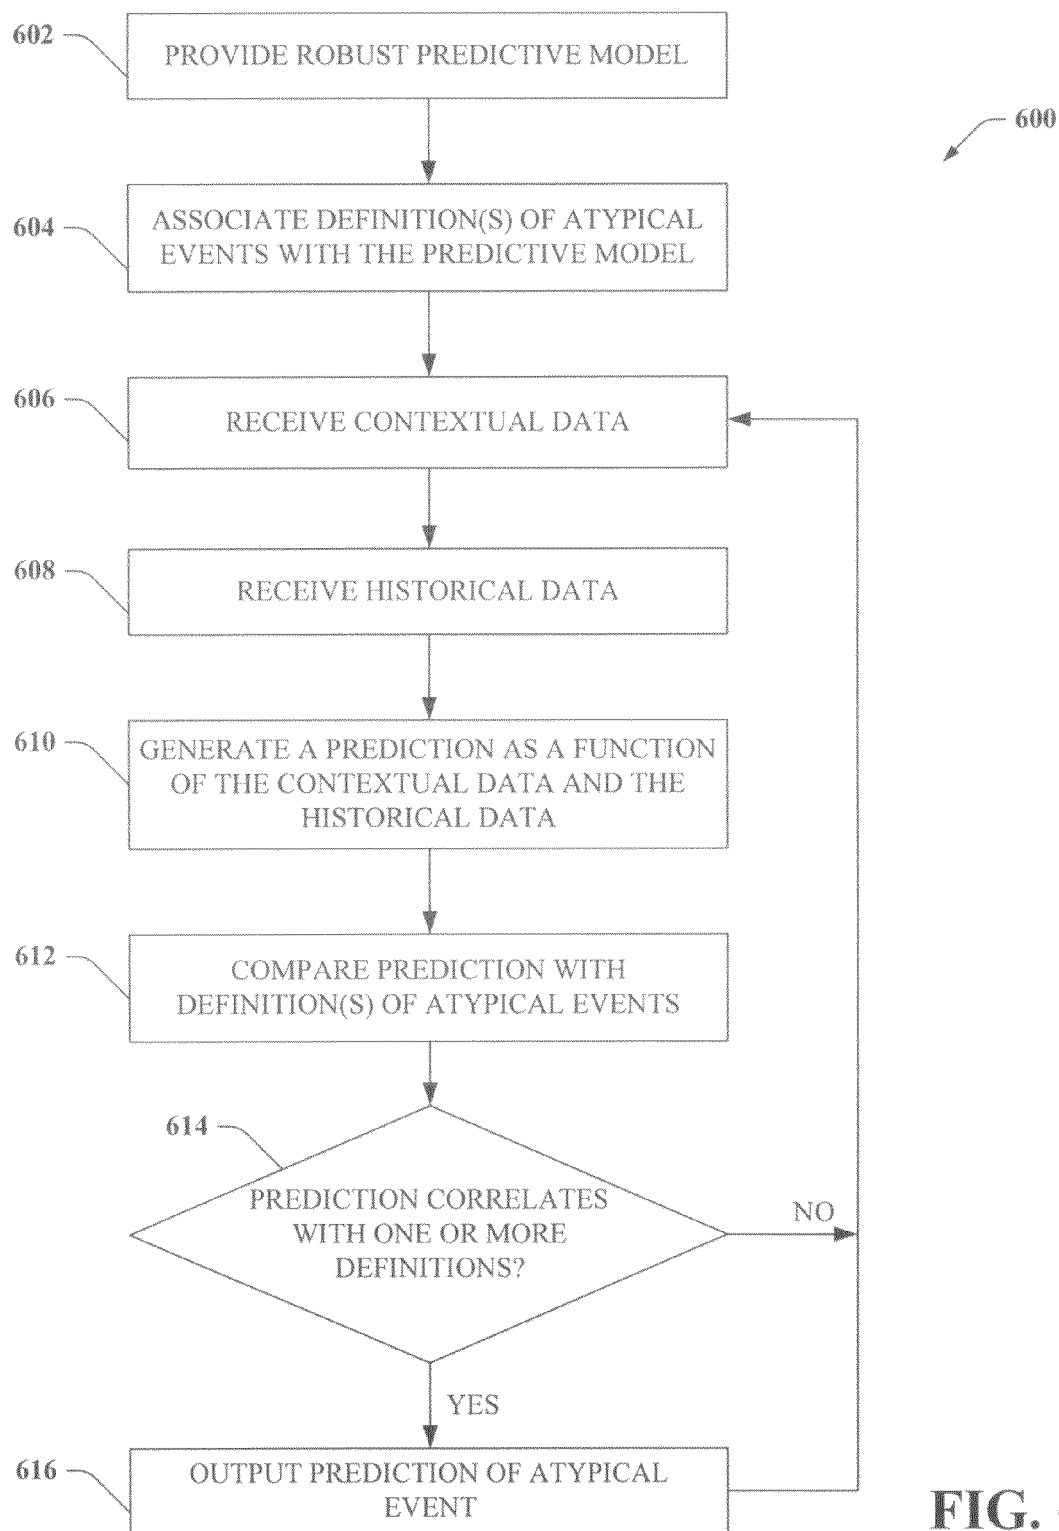 602
PROVIDE ROBUST PREDICTIVE MODEL
600
604
ASSOCIATE DEFINITION(S) OF ATYPICAL
EVENTS WITH THE PREDICTIVE MODEL
606
RECEIVE CONTEXTUAL DATA
608
RECEIVE HISTORICAL DATA
610
GENERATE A PREDICTION AS A FUNCTION
OF THE CONTEXTUAL DATA AND THE
HISTORICAL DATA
612
COMPARE PREDICTION WITH
DEFINITION(S) OF ATYPICAL EVENTS
614
PREDICTION CORRELATES
WITH ONE OR MORE
DEFINITIONS?
NO
YES
616
OUTPUT PREDICTION OF ATYPICAL
EVENT
FIG.